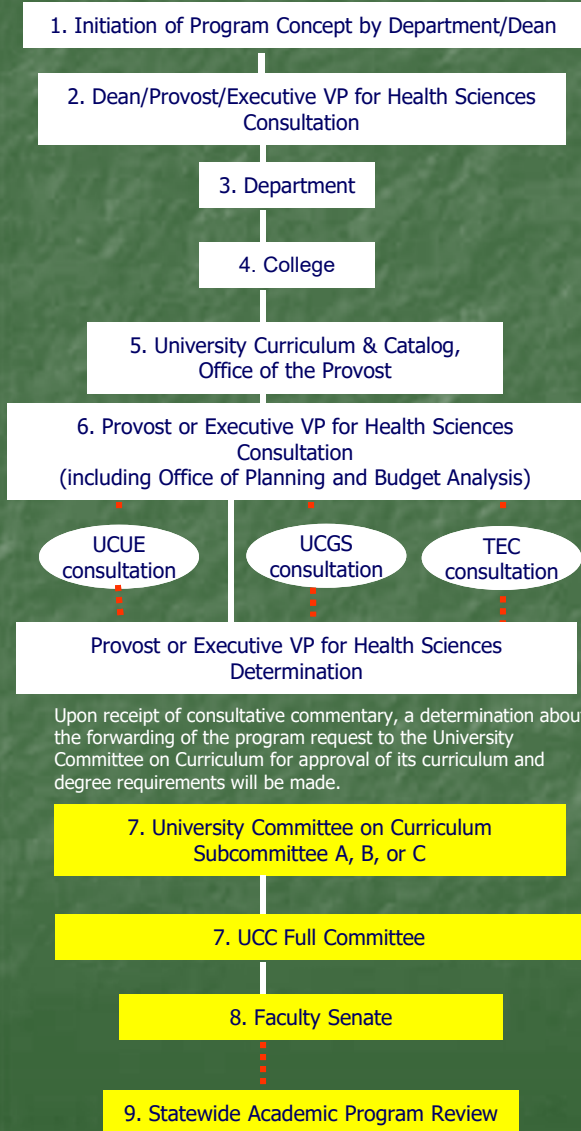 1. Initiation of Program Concept by Department/Dean
2. Dean/Provost/Executive VP for Health Sciences
Consultation
3. Department
4. College
5. University Curriculum & Catalog,
Office of the Provost
6. Provost or Executive VP for Health Sciences
Consultation
(including Office of Planning and Budget Analysis)
UCUE
consultation
UCGS
consultation
TEC
consultation
Provost or Executive VP for Health Sciences
Determination
Upon receipt of consultative commentary, a determination abou
the forwarding of the program request to the University
Committee on Curriculum for approval of its curriculum and
degree requirements will be made.
7. University Committee on Curriculum
Subcommittee A, B, or C
7. UCC Full Committee
8. Faculty Senate
9. Statewide Academic Program Review